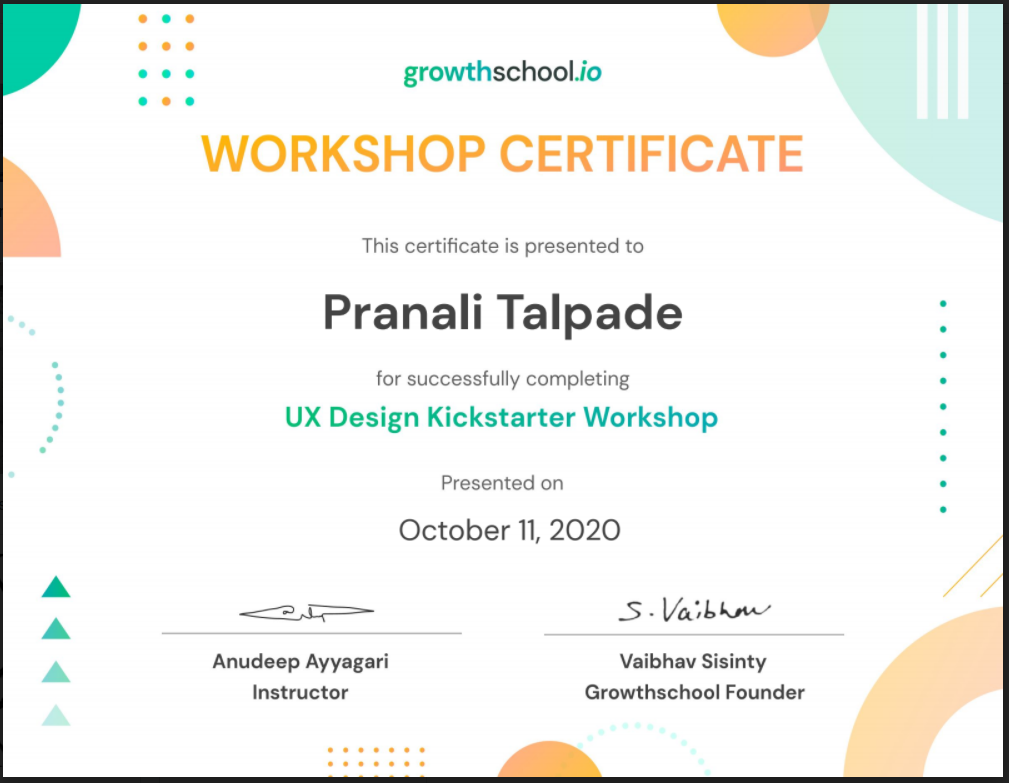 growthschool.io
WORKSHOP CERTIFICATE
This certificate is presented to
Pranali Talpade
for successfully completing
UX Design Kickstarter Workshop
Presented on
October 11, 2020
S. Vaibhav
Anudeep Ayyagari
Instructor
Vaibhav Sisinty
Growthschool Founder